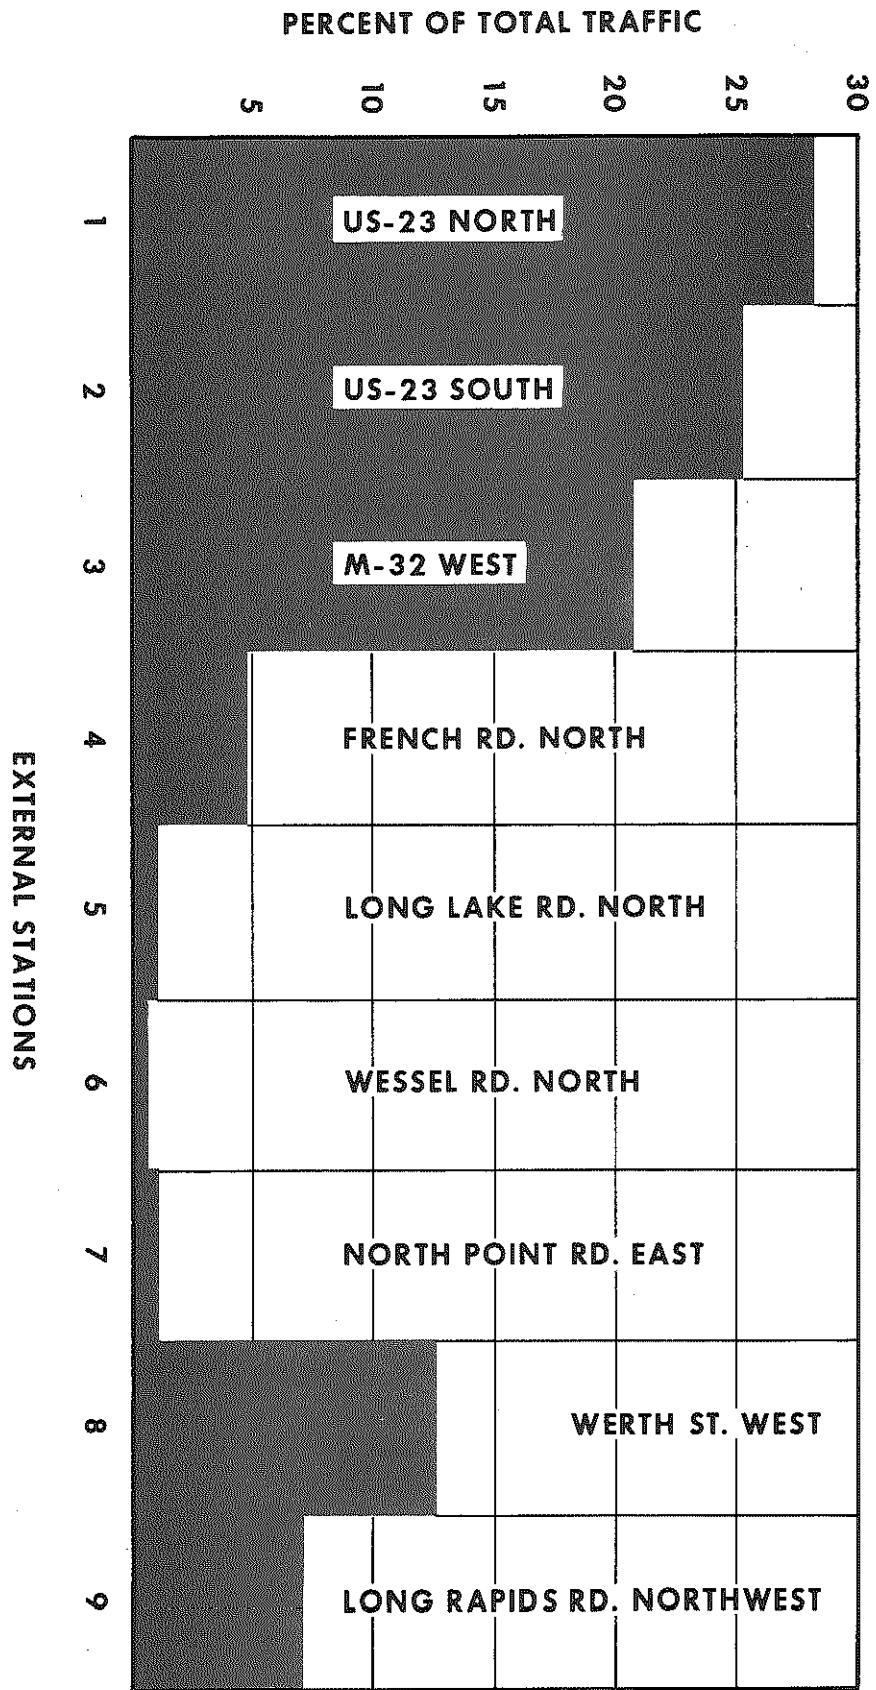 PERCENT OF TOTAL TRAFFIC
5 10 15 20 25 30
1 US-23 NORTH
2 US-23 SOUTH
3 M-32 WEST
4 FRENCH RD. NORTH
5 LONG LAKE RD. NORTH
6 WESSEL RD. NORTH
7 NORTH POINT RD. EAST
8 WERTH ST. WEST
9 LONG RAPIDS RD. NORTHWEST
EXTERNAL STATIONS